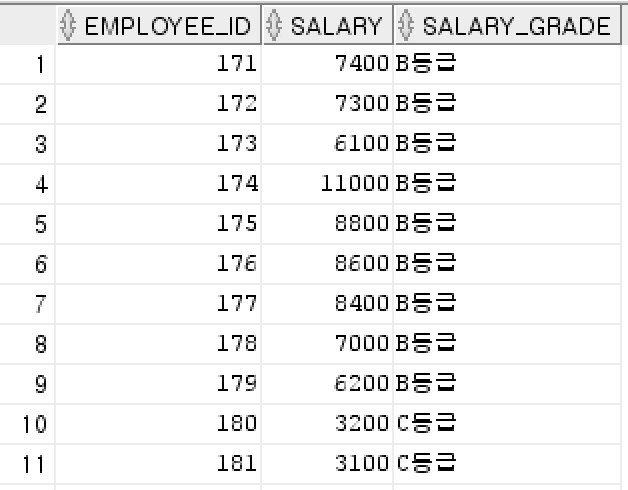 EMPLOYEE_ID SALARY SALARY_GRADE
1 171 7400 B등급
2 172 7300 B등급
3 173 6100 B등급
4 174 11000 B등급
5 175 8800 B등급
6 176 8600 B등급
7 177 8400 B등급
8 178 7000 B등급
9 179 6200 B등급
10 180 3200 C등급
11 181 3100 C등급